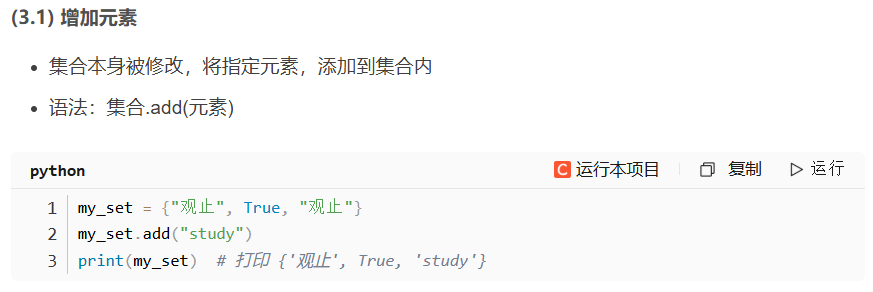 (3.1) 增加元素
• 集合本身被修改，将指定元素，添加到集合内
• 语法：集合.add(元素)
python C 运行本项目 复制 运行
1 my_set = {"观止", True, "观止"}
2 my_set.add("study")
3 print(my_set)  # 打印 {'观止', True, 'study'}